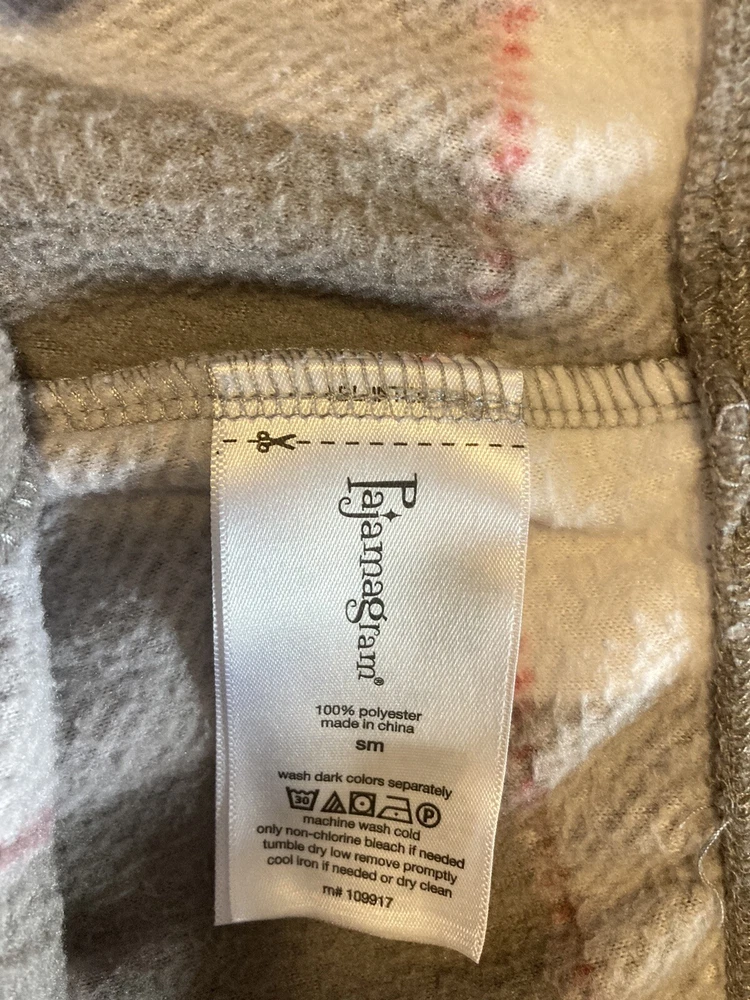 Pajamagram®
100% polyester
made in china
sm
wash dark colors separately
30 P
machine wash cold
only non-chlorine bleach if needed
tumble dry low remove promptly
cool iron if needed or dry clean
m# 109917